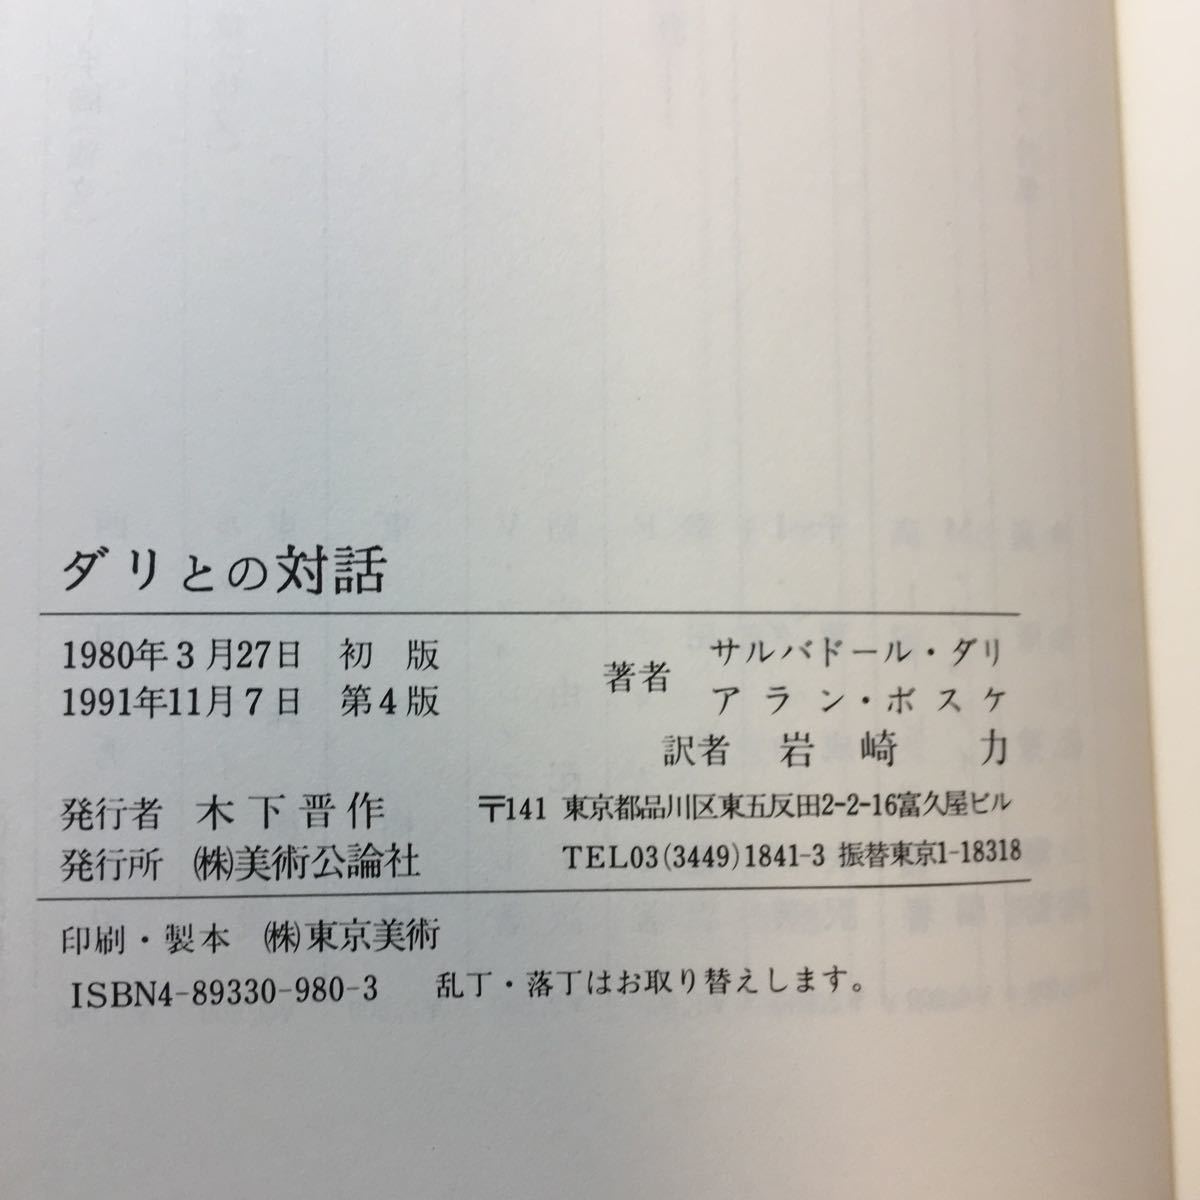 ダリとの対話
1980年3月27日 初版
1991年11月7日 第4版
著者 サルバドール・ダリ
アラン・ボスケ
訳者 岩崎 力
発行者 木下晋作
〒141 東京都品川区東五反田2-2-16富久屋ビル
発行所 ㈱美術公論社
TEL03(3449)1841-3 振替東京1-18318
印刷・製本 ㈱東京美術
ISBN4-89330-980-3 乱丁・落丁はお取り替えします。